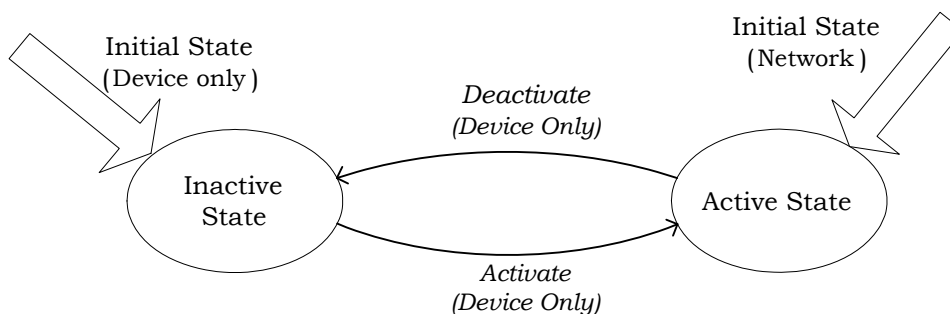 Initial State
(Device only)
Initial State
(Network)
Deactivate
(Device Only)
Inactive
State
Active State
Activate
(Device Only)